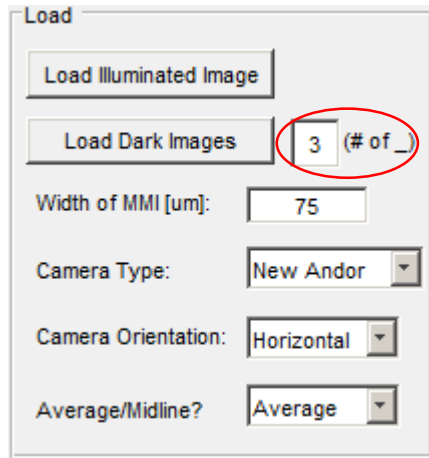 Load
Load Illuminated Image
Load Dark Images 3 (# of _)
Width of MMI [um]: 75
Camera Type: New Andor
Camera Orientation: Horizontal
Average/Midline? Average